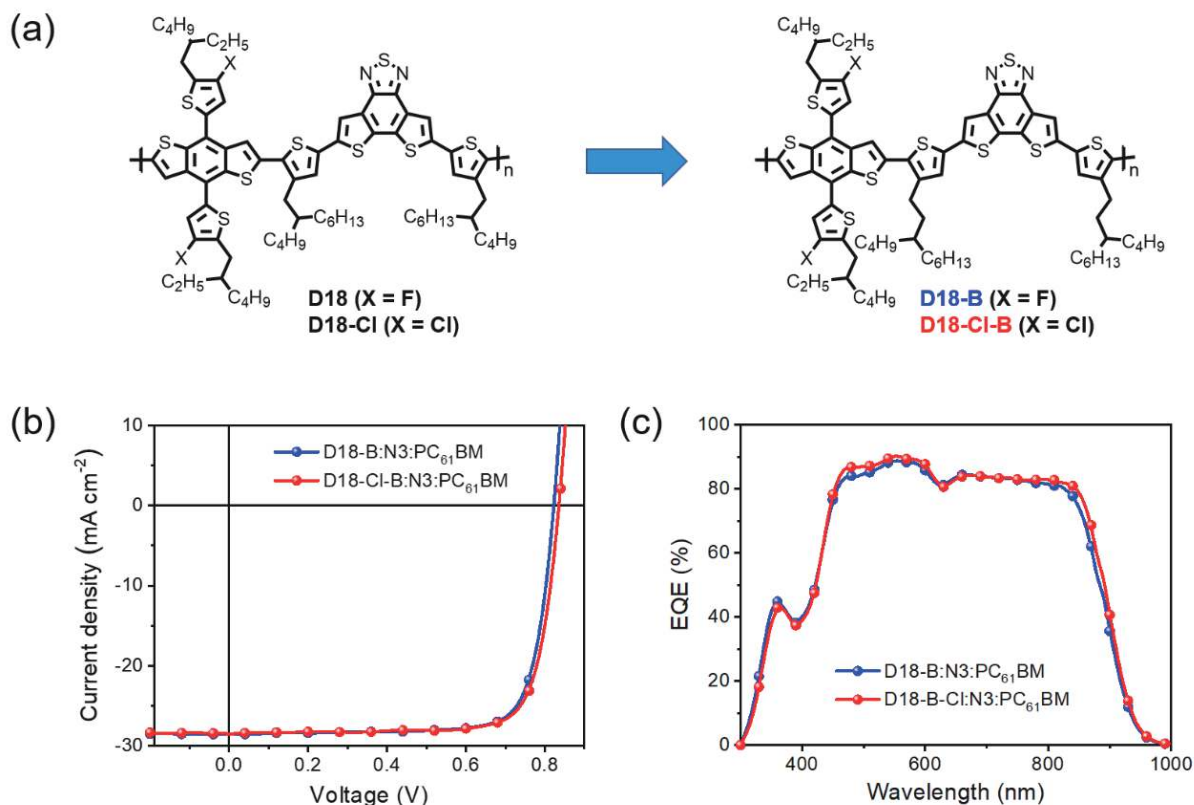 (a)
C4H9
C2H5
X
S
N S N
S
S
S
S
S
S
S
n
S
X
C6H13
C4H9
C6H13
C4H9
C2H5
C4H9
D18 (X = F)
D18-Cl (X = Cl)
C4H9
C2H5
X
S
N S N
S
S
S
S
S
S
S
n
S
X
C4H9
C6H13
C4H9
C6H13
C2H5
C4H9
D18-B (X = F)
D18-Cl-B (X = Cl)
(b)
Current density (mA cm-2)
10
0
-10
-20
-30
D18-B:N3:PC61BM
D18-Cl-B:N3:PC61BM
0.0 0.2 0.4 0.6 0.8
Voltage (V)
(c)
EQE (%)
100
80
60
40
20
0
D18-B:N3:PC61BM
D18-B-Cl:N3:PC61BM
400 600 800 1000
Wavelength (nm)